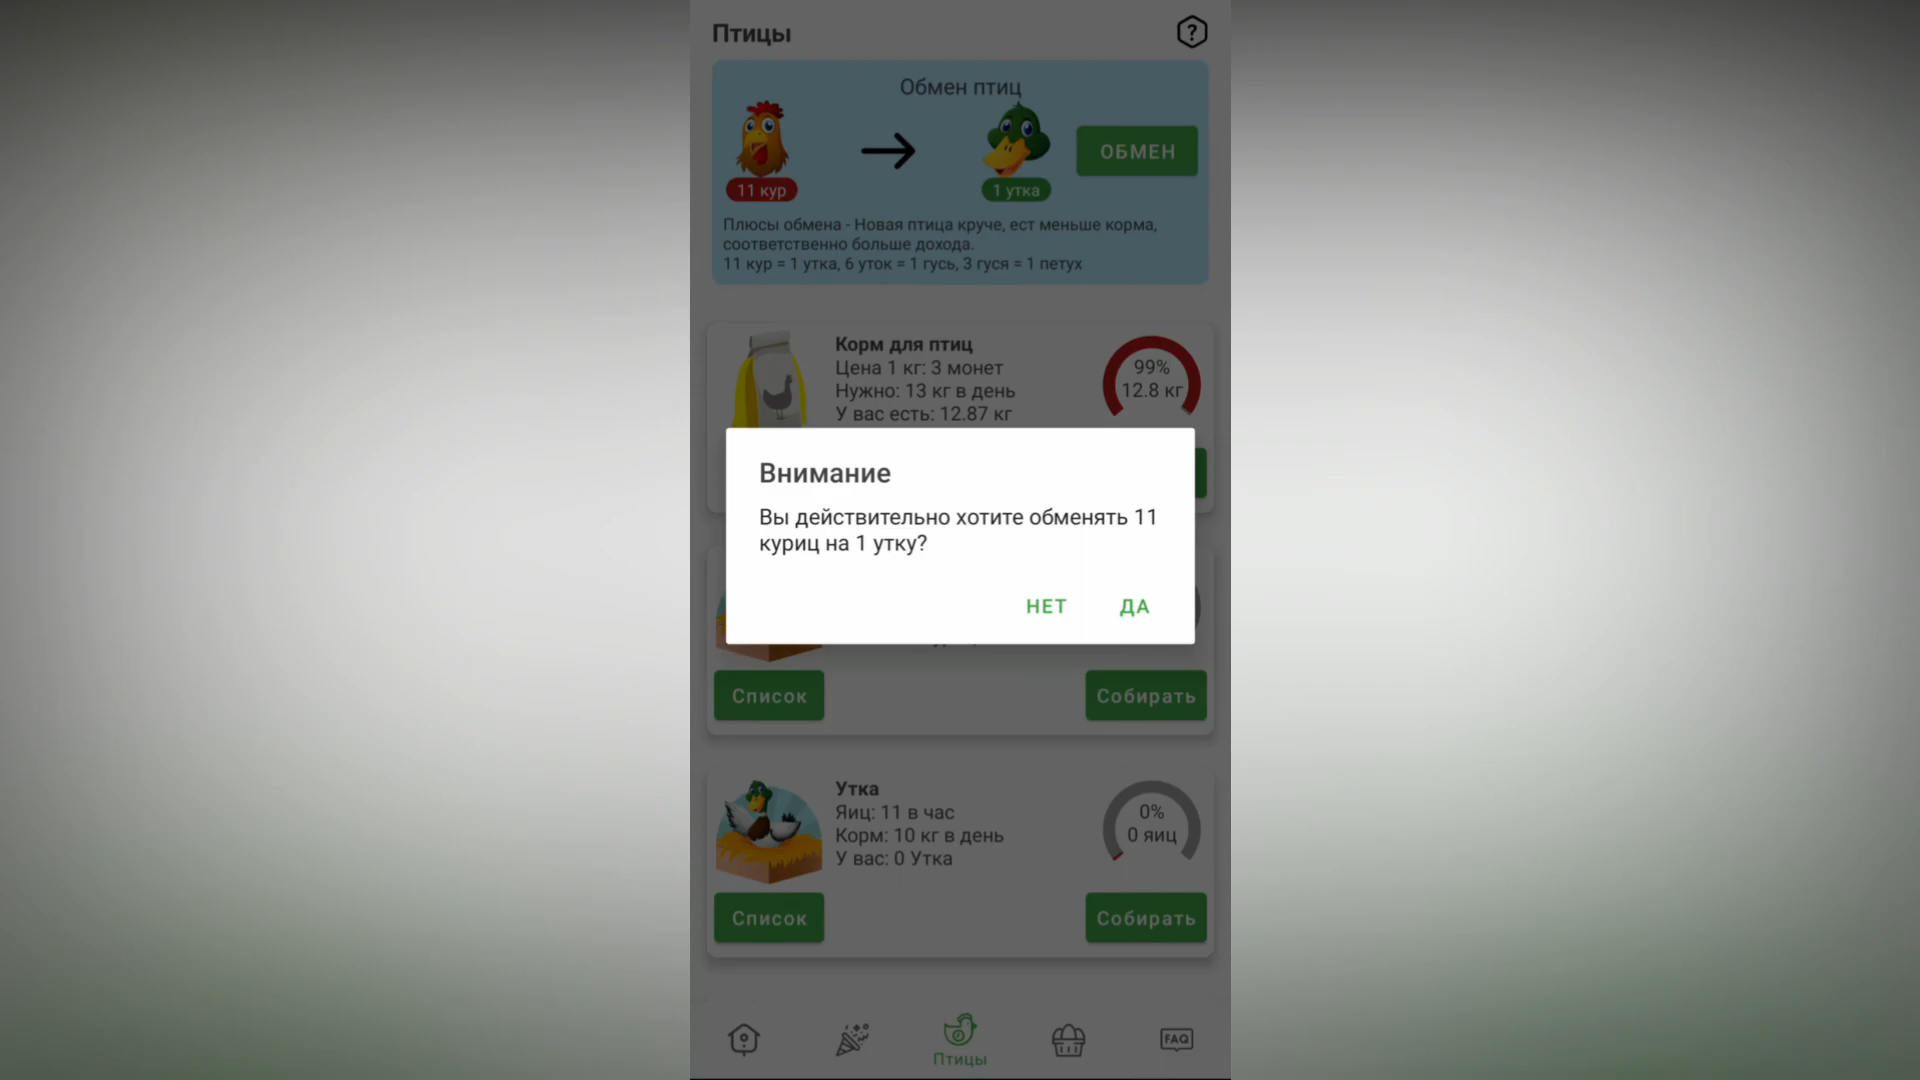 Птицы
Обмен птиц
ОБМЕН
11 кур
1 утка
Плюсы обмена - Новая птица круче, ест меньше корма,
соответственно больше дохода.
11 кур = 1 утка, 6 уток = 1 гусь, 3 гуся = 1 петух
Корм для птиц
Цена 1 кг: 3 монет
Нужно: 13 кг в день
У вас есть: 12.87 кг
99%
12.8 кг
Внимание
Вы действительно хотите обменять 11
куриц на 1 утку?
НЕТ
ДА
Список
Собирать
Утка
Яиц: 11 в час
Корм: 10 кг в день
У вас: 0 Утка
0%
0 яиц
Список
Собирать
Птицы
FAQ